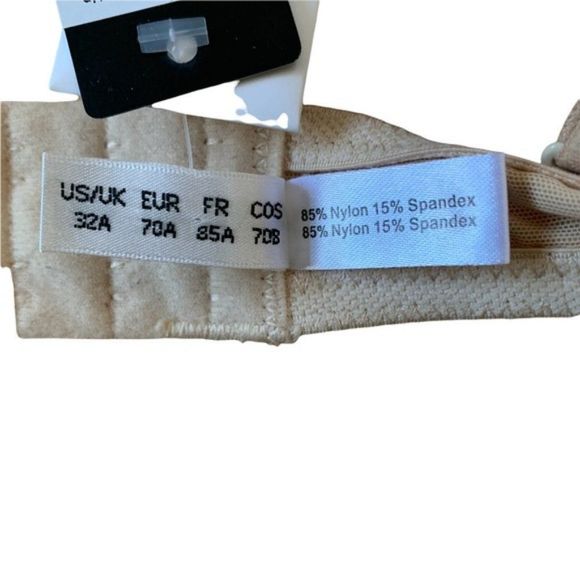 US/UK EUR FR COS
32A 70A 85A 70B
85% Nylon 15% Spandex
85% Nylon 15% Spandex